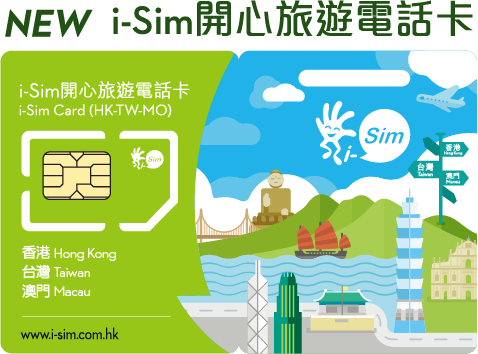 NEW i-Sim開心旅遊電話卡
i-Sim開心旅遊電話卡
i-Sim Card (HK-TW-MO)
Sim
香港 Hong Kong
台灣 Taiwan
澳門 Macau
www.i-sim.com.hk
i-Sim
香港
Hong Kong
台灣
Taiwan
澳門
Macau